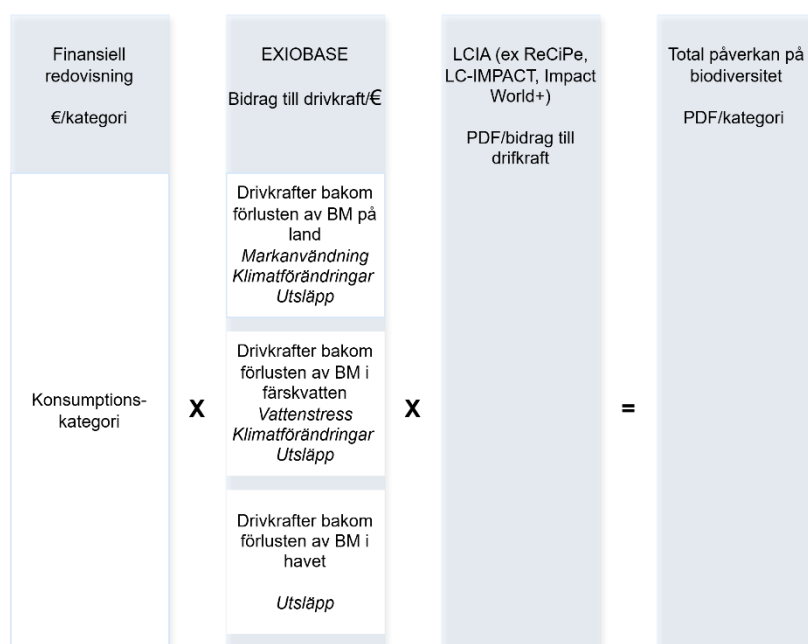 Finansiell
redovisning
€/kategori
EXIOBASE
Bidrag till drivkraft/€
LCIA (ex ReCiPe,
LC-IMPACT, Impact
World+)
PDF/bidrag till
drifkraft
Total påverkan på
biodiversitet
PDF/kategori
Konsumptions-
kategori
X
Drivkrafter bakom
förlusten av BM på
land
Markanvändning
Klimatförändringar
Utsläpp
Drivkrafter bakom
förlusten av BM i
färskvatten
Vattenstress
Klimatförändringar
Utsläpp
Drivkrafter bakom
förlusten av BM i
havet
Utsläpp
X
=